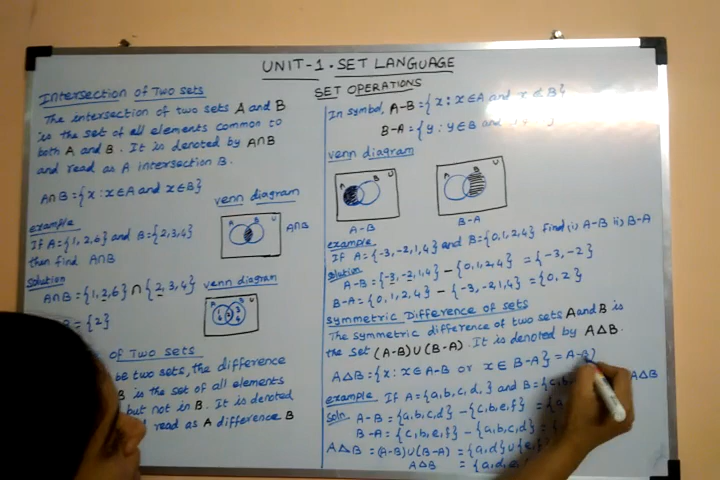 UNIT-1. SET LANGUAGE
SET OPERATIONS
Intersection of Two sets
The intersection of two sets A and B
is the set of all elements common to
both A and B. It is denoted by A∩B
and read as A intersection B.
A∩B = {x : x∈A and x∈B}
venn diagram
A B U
A∩B
example
If A={1,2,6} and B={2,3,4}
then find A∩B
solution
A∩B = {1,2,6} ∩ {2,3,4}
venn diagram
A B U
= {2}
of Two sets
be two sets, the difference
B is the set of all elements
but not in B. It is denoted
read as A difference B
In symbol, A-B = {x : x∈A and x∉B}
B-A = {y : y∈B and
venn diagram
A B U
A-B
A B U
B-A
example
If A={-3,-2,1,4} and B={0,1,2,4} find i) A-B ii) B-A
solution
A-B = {-3,-2,1,4} - {0,1,2,4} = {-3,-2}
B-A = {0,1,2,4} - {-3,-2,1,4} = {0,2}
Symmetric Difference of sets
The symmetric difference of two sets A and B is
the set (A-B)∪(B-A). It is denoted by A△B.
A△B = {x : x∈A-B or x∈B-A} = A-B)
example If A={a,b,c,d,} and B={c,b, A△B
Soln. A-B = {a,b,c,d} - {c,b,e,f} = {a
B-A = {c,b,e,f} - {a,b,c,d} = {
A△B = (A-B)∪(B-A) = {a,d}∪{e,f}
A△B = {a,d,e,